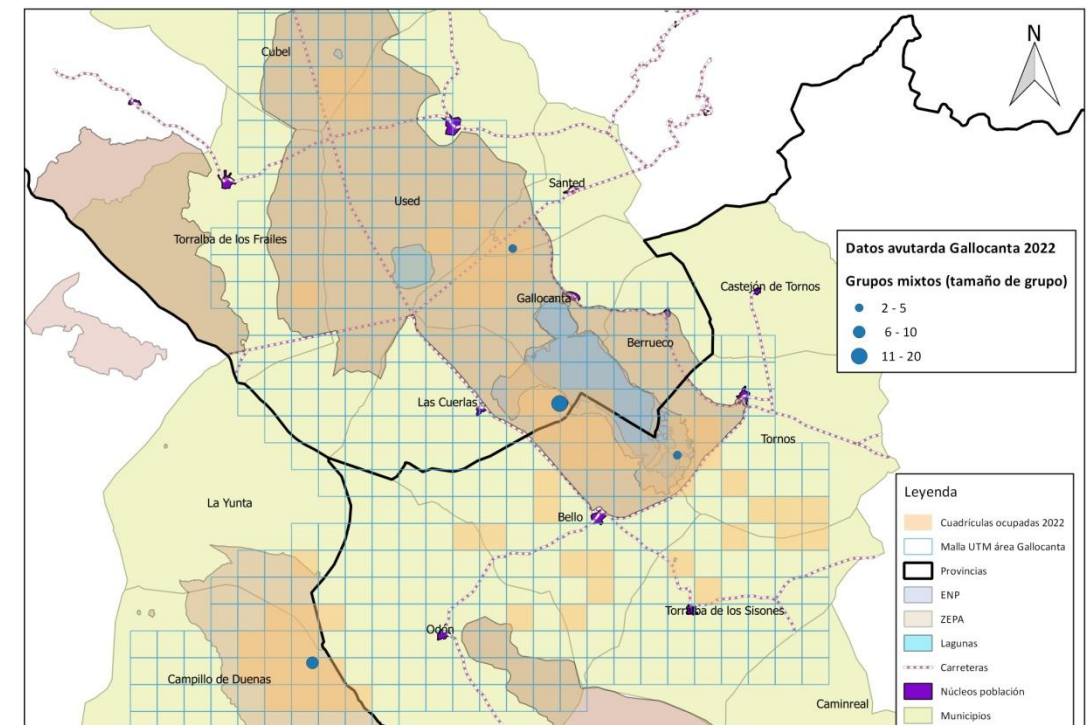 Cubel
N
Santed
Used
Torralba de los Frailes
Datos avutarda Gallocanta 2022
Grupos mixtos (tamaño de grupo)
2 - 5
6 - 10
11 - 20
Castejón de Tornos
Gallocanta
Berrueco
Las Cuerlas
Tornos
La Yunta
Bello
Torralba de los Sisones
Odón
Campillo de Duenas
Caminreal
Leyenda
Cuadrículas ocupadas 2022
Malla UTM área Gallocanta
Provincias
ENP
ZEPA
Lagunas
Carreteras
Núcleos población
Municipios